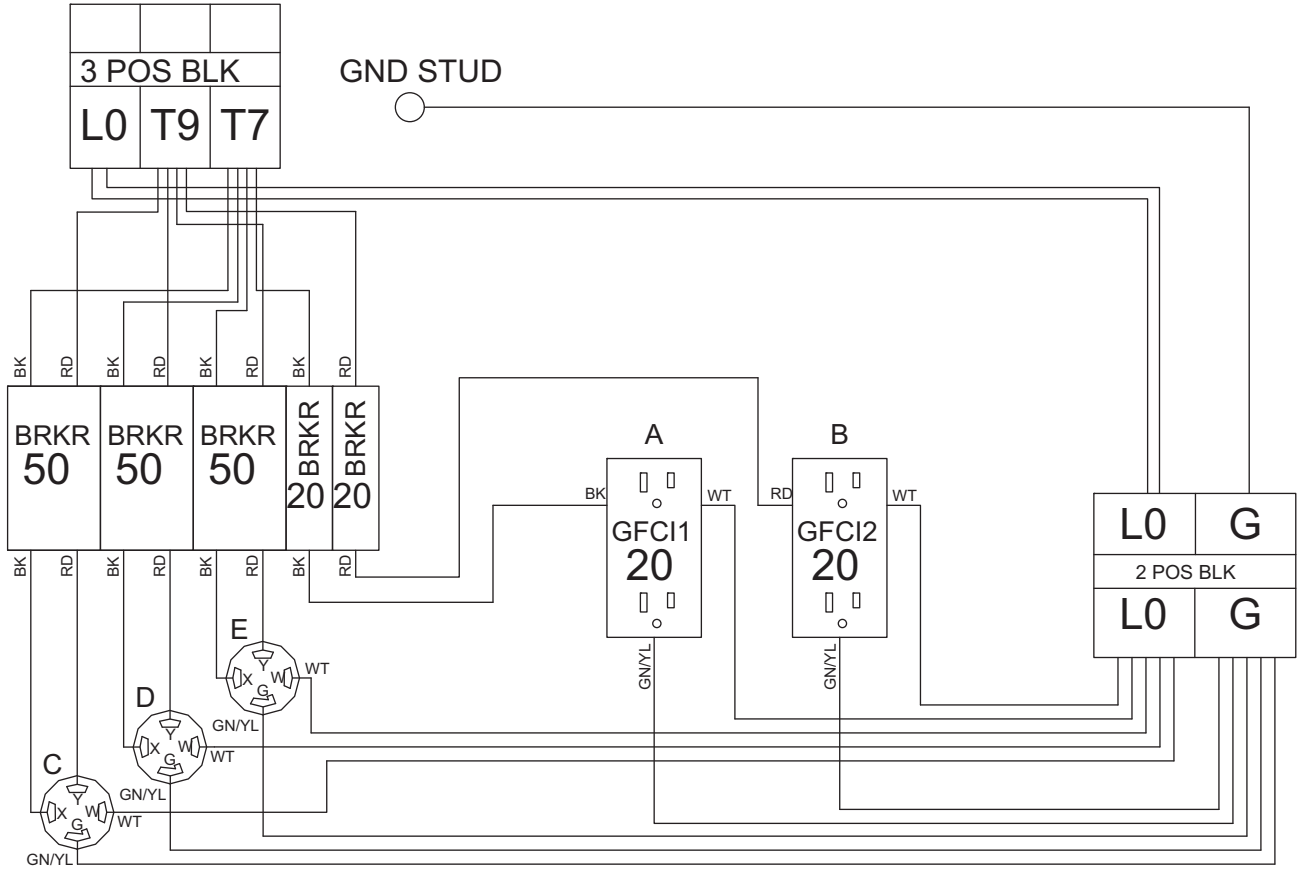 3 POS BLK
GND STUD
L0 T9 T7
BK RD BK RD BK RD BK RD
BRKR 50
BRKR 50
BRKR 50
20 BRKR
20 BRKR
BK RD BK RD BK RD BK RD
A
BK
WT
GFCI1
20
GN/YL
B
RD
WT
GFCI2
20
GN/YL
L0 G
2 POS BLK
L0 G
E
X Y W G
WT
GN/YL
D
X Y W G
WT
GN/YL
C
X Y W G
WT
GN/YL